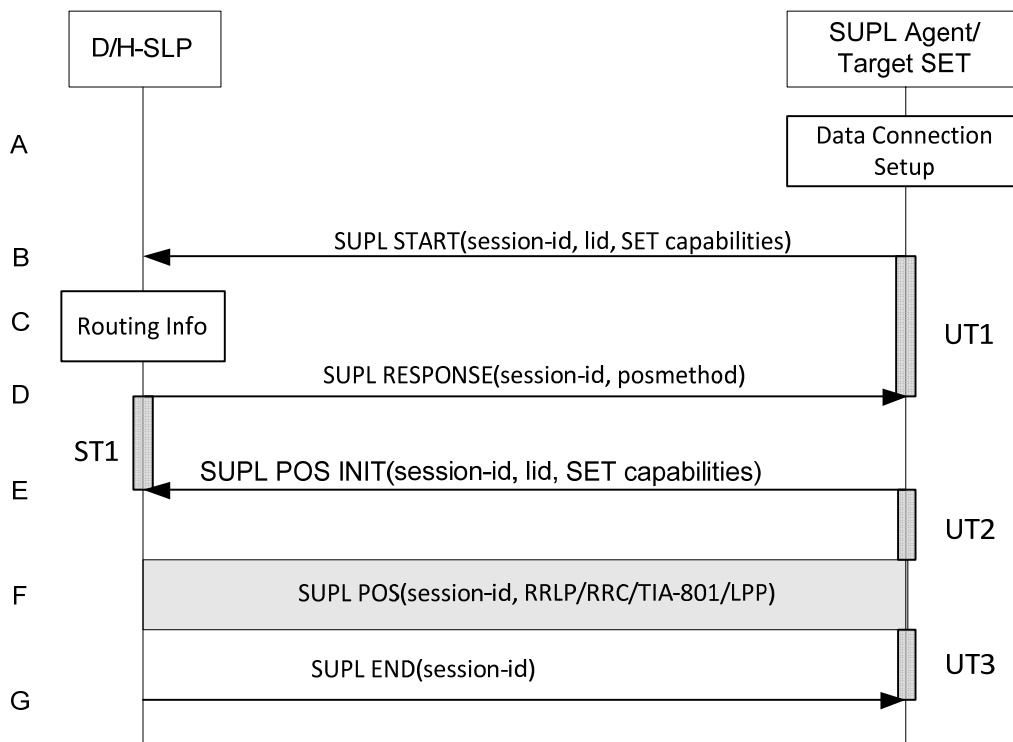 D/H-SLP
SUPL Agent/
Target SET
A
Data Connection
Setup
SUPL START(session-id, lid, SET capabilities)
B
C
Routing Info
UT1
SUPL RESPONSE(session-id, posmethod)
D
ST1
SUPL POS INIT(session-id, lid, SET capabilities)
E
UT2
F
SUPL POS(session-id, RRLP/RRC/TIA-801/LPP)
SUPL END(session-id)
UT3
G